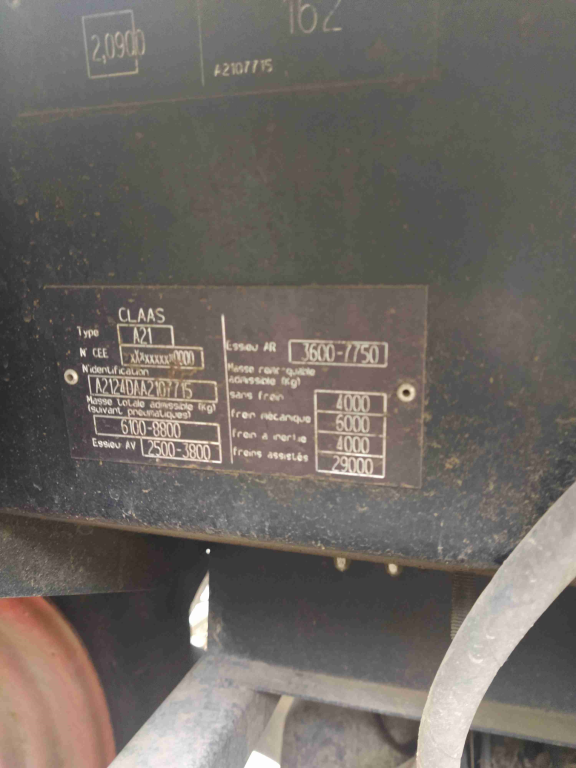 162
2,0900
A2107715
CLAAS
Type A21
N° CEE
N'identification
A2124DAA2107715
Masse totale admissible (Kg)
(suivant pneumatiques)
6100-8800
Essieu AV 2500-3800
Essieu AR 3600-7750
Masse remorquable
admissible (Kg)
sans frein 4000
frein mécanique 6000
frein à inertie 4000
freins assistés 29000